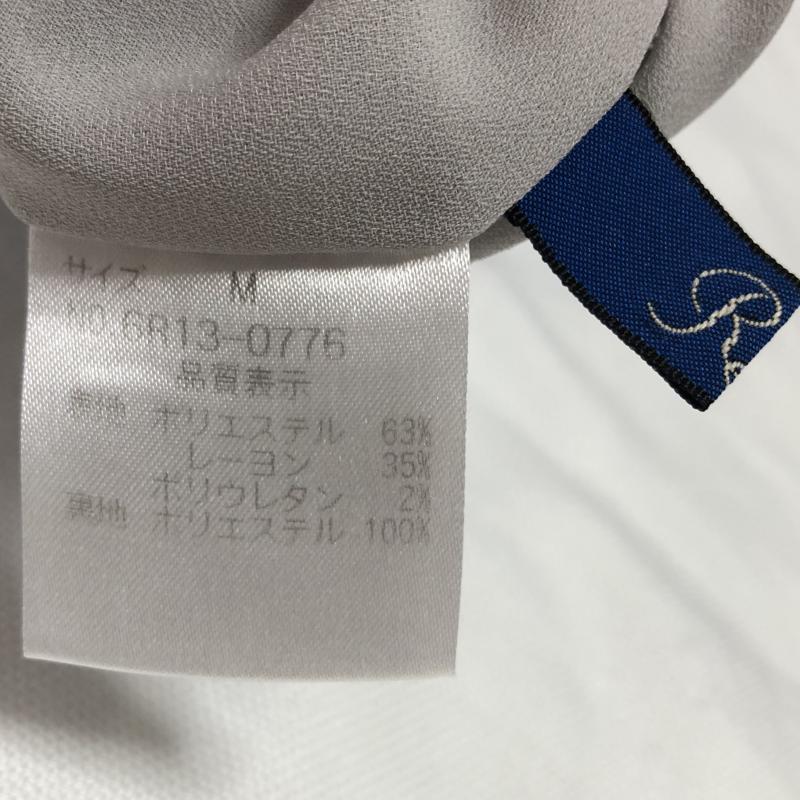 サイズ M
NO.6R13-0776
品質表示
表地 ポリエステル 63%
レーヨン 35%
ポリウレタン 2%
裏地 ポリエステル 100%